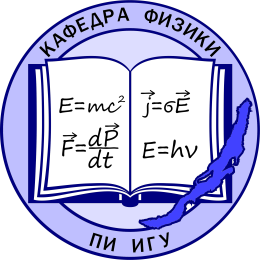 КАФЕДРА ФИЗИКИ
E=mc²
F⃗=dP⃗/dt
j⃗=σE⃗
E=hν
ПИ ИГУ